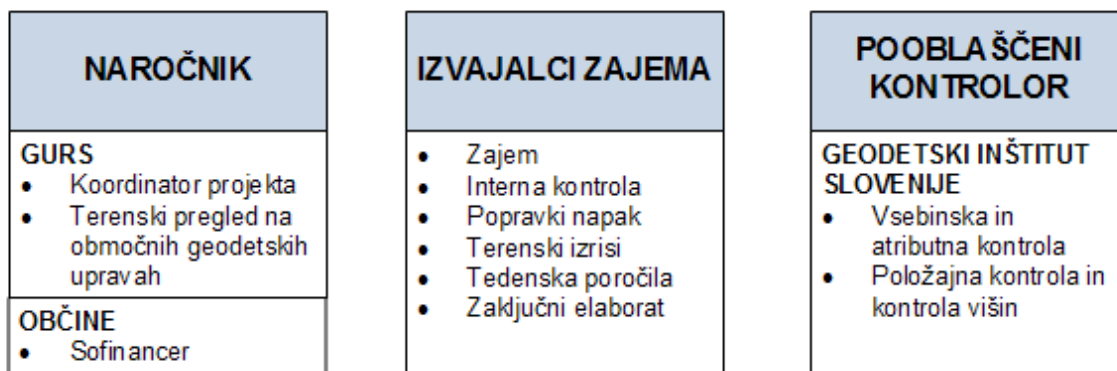 NAROČNIK
GURS
• Koordinator projekta
• Terenski pregled na
območnih geodetskih
upravah
OBČINE
• Sofinancer
IZVAJALCI ZAJEMA
• Zajem
• Interna kontrola
• Popravki napak
• Terenski izrisi
• Tedenska poročila
• Zaključni elaborat
POOBLAŠČENI
KONTROLOR
GEODETSKI INŠTITUT
SLOVENIJE
• Vsebinska in
atributna kontrola
• Položajna kontrola in
kontrola višin